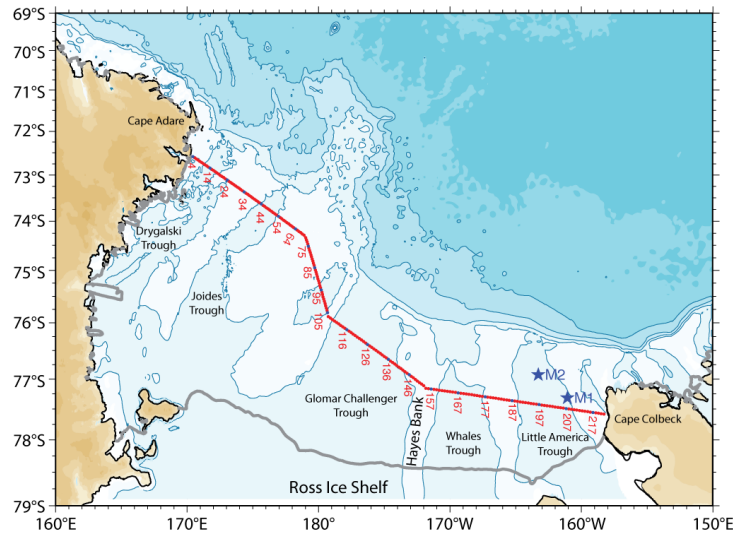 69°S
70°S
71°S
72°S
73°S
74°S
75°S
76°S
77°S
78°S
79°S
160°E
170°E
180°
170°W
160°W
150°W
Cape Adare
Drygalski
Trough
Joides
Trough
Glomar Challenger
Trough
Hayes Bank
Whales
Trough
Little America
Trough
Cape Colbeck
Ross Ice Shelf
M2
M1
4
14
24
34
44
54
64
75
85
95
105
116
126
136
146
157
167
177
187
197
207
217